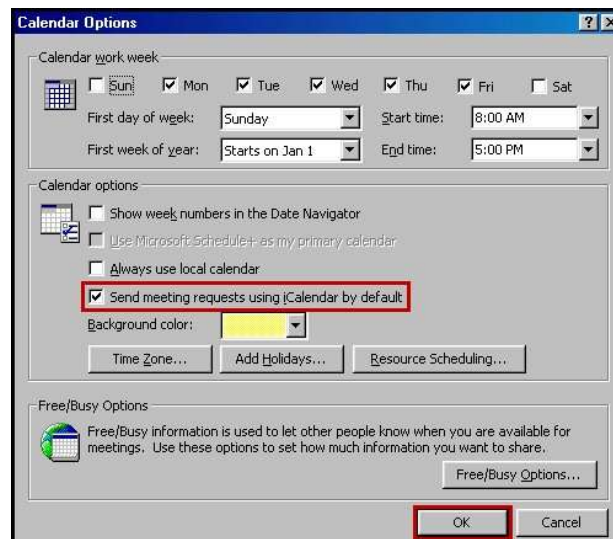 Calendar Options
Calendar work week
Sun Mon Tue Wed Thu Fri Sat
First day of week: Sunday Start time: 8:00 AM
First week of year: Starts on Jan 1 End time: 5:00 PM
Calendar options
Show week numbers in the Date Navigator
Use Microsoft Schedule+ as my primary calendar
Always use local calendar
Send meeting requests using iCalendar by default
Background color:
Time Zone... Add Holidays... Resource Scheduling...
Free/Busy Options
Free/Busy information is used to let other people know when you are available for
meetings. Use these options to set how much information you want to share.
Free/Busy Options...
OK Cancel